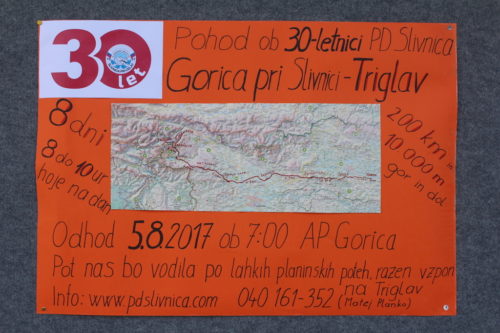 30
let
Pohod ob 30-letnici PD Slivnica
Gorica pri Slivnici - Triglav
8 dni
8 do 10 ur
hoje na dan
200 km in
10 000 m
gor in dol
Odhod 5.8.2017 ob 7:00 AP Gorica
Pot nas bo vodila po lahkih planinskih poteh, razen vzpon
na Triglav
Info: www.pdslivnica.com 040 161-352 (Matej Planko)